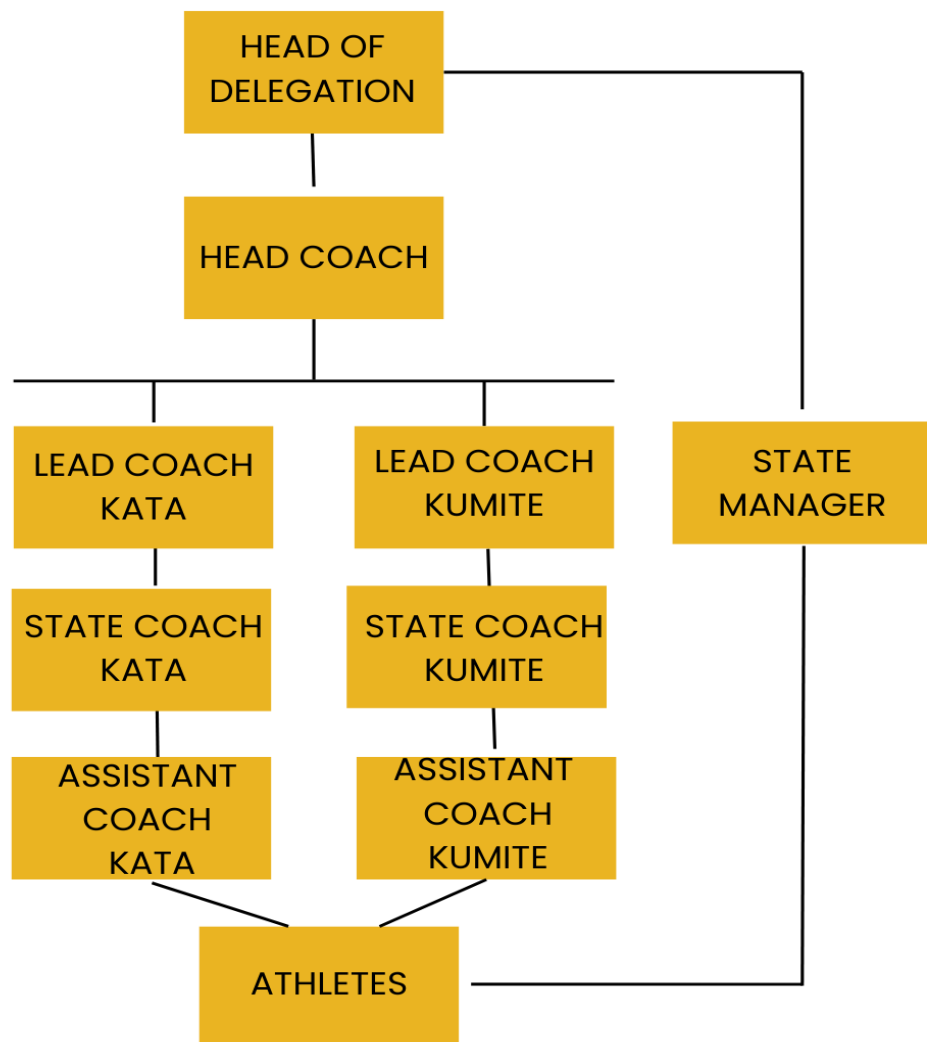 HEAD OF
DELEGATION
HEAD COACH
LEAD COACH
KATA
LEAD COACH
KUMITE
STATE
MANAGER
STATE COACH
KATA
STATE COACH
KUMITE
ASSISTANT
COACH
KATA
ASSISTANT
COACH
KUMITE
ATHLETES